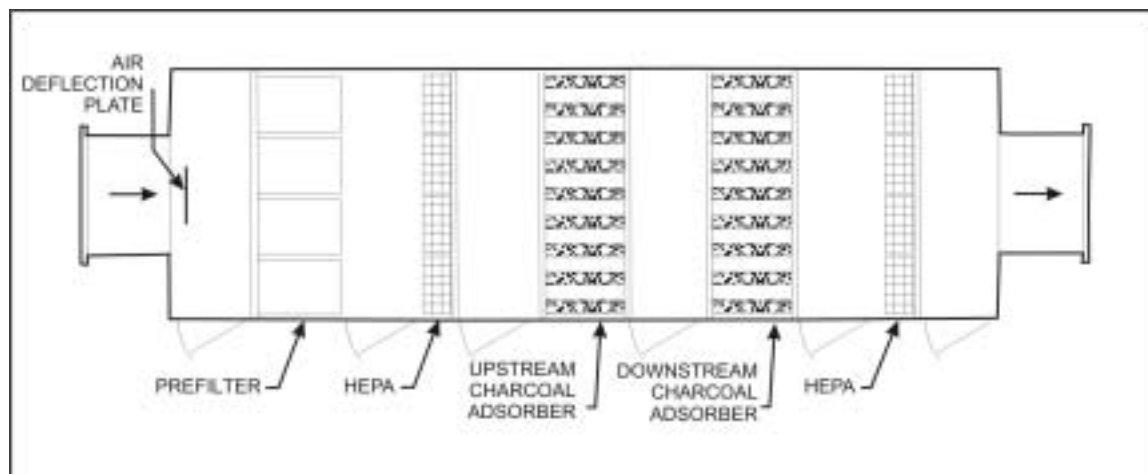 AIR
DEFLECTION
PLATE
PREFILTER
HEPA
UPSTREAM
CHARCOAL
ADSORBER
DOWNSTREAM
CHARCOAL
ADSORBER
HEPA